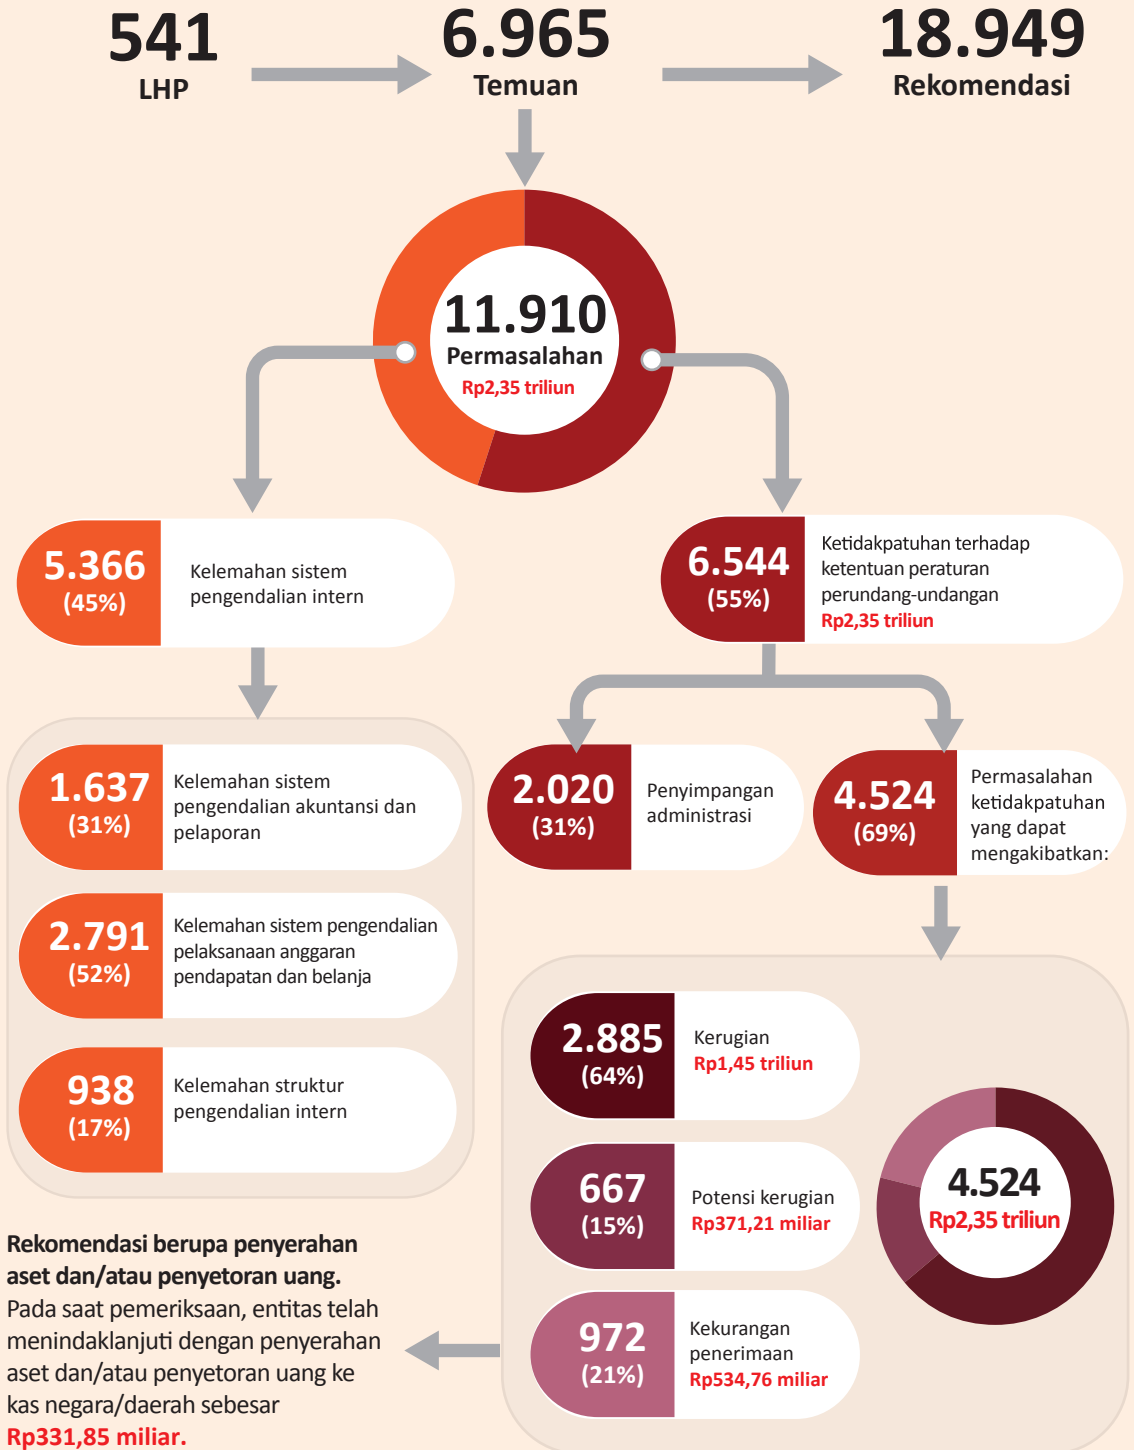 541
LHP
6.965
Temuan
18.949
Rekomendasi
11.910
Permasalahan
Rp2,35 triliun
5.366
(45%)
Kelemahan sistem
pengendalian intern
6.544
(55%)
Ketidakpatuhan terhadap
ketentuan peraturan
perundang-undangan
Rp2,35 triliun
1.637
(31%)
Kelemahan sistem
pengendalian akuntansi dan
pelaporan
2.791
(52%)
Kelemahan sistem pengendalian
pelaksanaan anggaran
pendapatan dan belanja
938
(17%)
Kelemahan struktur
pengendalian intern
2.020
(31%)
Penyimpangan
administrasi
4.524
(69%)
Permasalahan
ketidakpatuhan
yang dapat
mengakibatkan:
2.885
(64%)
Kerugian
Rp1,45 triliun
667
(15%)
Potensi kerugian
Rp371,21 miliar
972
(21%)
Kekurangan
penerimaan
Rp534,76 miliar
4.524
Rp2,35 triliun
Rekomendasi berupa penyerahan
aset dan/atau penyetoran uang.
Pada saat pemeriksaan, entitas telah
menindaklanjuti dengan penyerahan
aset dan/atau penyetoran uang ke
kas negara/daerah sebesar
Rp331,85 miliar.